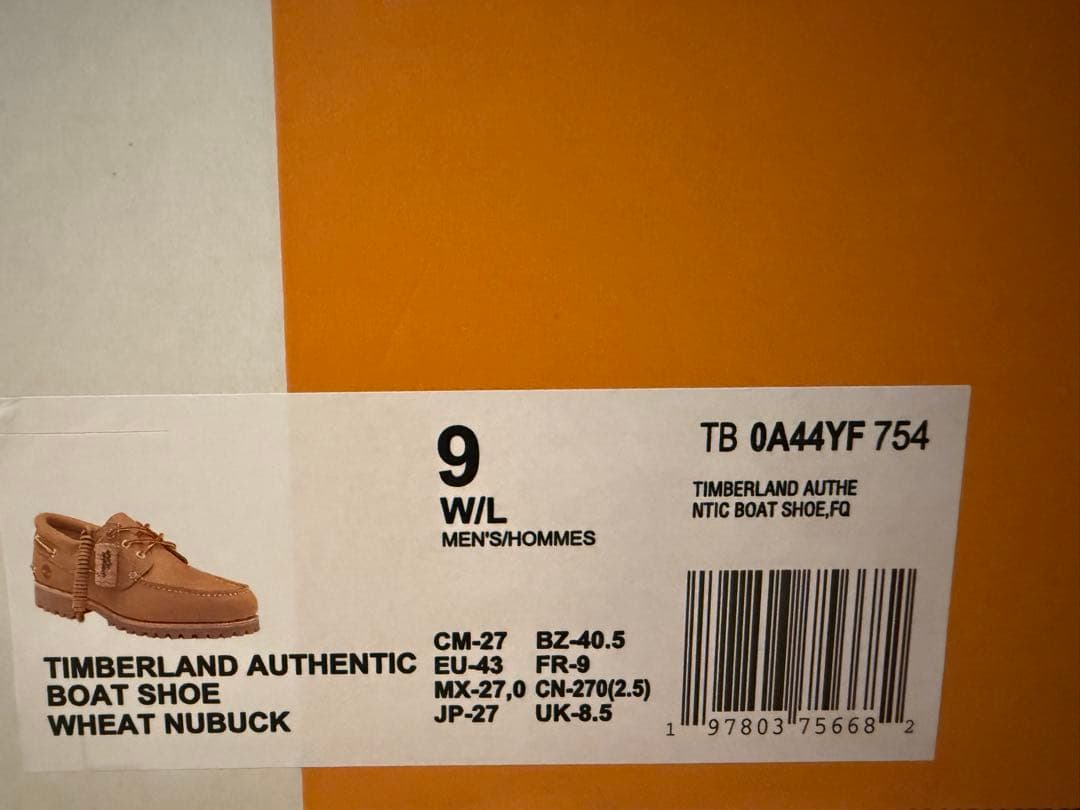 9
W/L
MEN'S/HOMMES
TB 0A44YF 754
TIMBERLAND AUTHE
NTIC BOAT SHOE,FQ
TIMBERLAND AUTHENTIC
BOAT SHOE
WHEAT NUBUCK
CM-27 BZ-40.5
EU-43 FR-9
MX-27,0 CN-270(2.5)
JP-27 UK-8.5
1 97803 75668 2